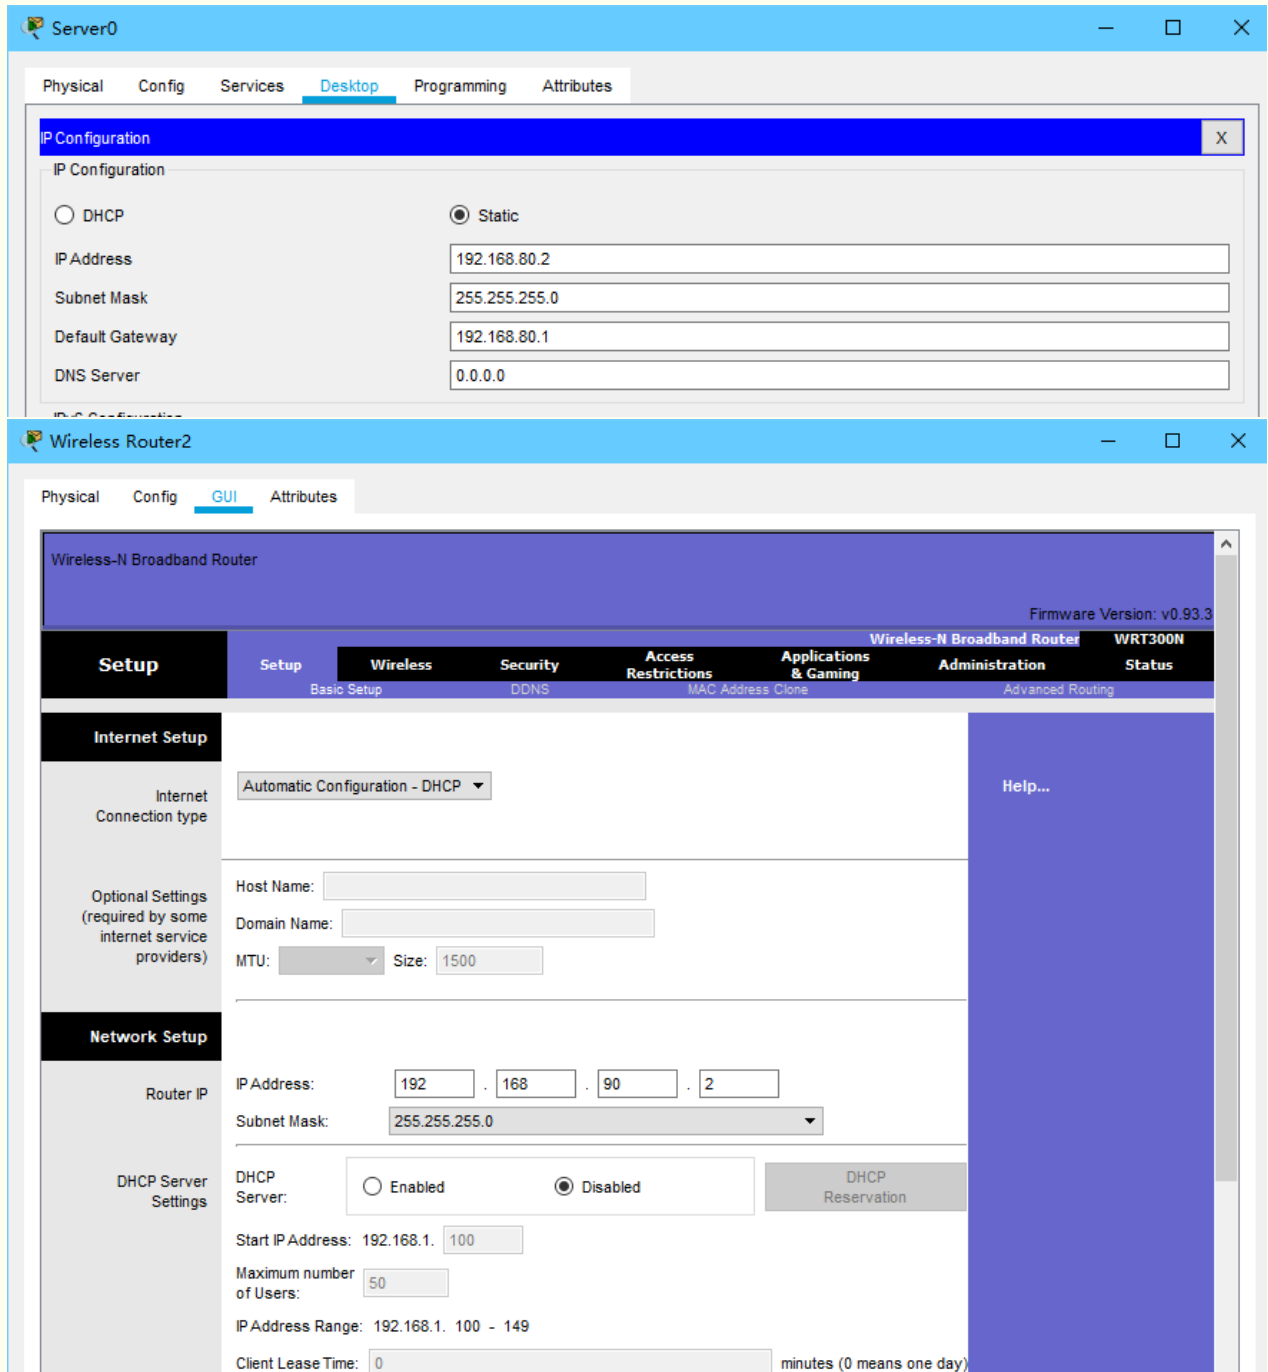 Server0
Physical Config Services Desktop Programming Attributes
IP Configuration X
IP Configuration
DHCP Static
IP Address 192.168.80.2
Subnet Mask 255.255.255.0
Default Gateway 192.168.80.1
DNS Server 0.0.0.0
Wireless Router2
Physical Config GUI Attributes
Wireless-N Broadband Router
Firmware Version: v0.93.3
Wireless-N Broadband Router WRT300N
Setup Setup Wireless Security Access Restrictions Applications & Gaming Administration Status
Basic Setup DDNS MAC Address Clone Advanced Routing
Internet Setup
Internet Connection type
Automatic Configuration - DHCP
Help...
Optional Settings
(required by some
internet service
providers)
Host Name:
Domain Name:
MTU: Size: 1500
Network Setup
Router IP
IP Address: 192 . 168 . 90 . 2
Subnet Mask: 255.255.255.0
DHCP Server
Settings
DHCP
Server:
Enabled Disabled
DHCP
Reservation
Start IP Address: 192.168.1. 100
Maximum number
of Users:
50
IP Address Range: 192.168.1. 100 - 149
Client Lease Time: 0 minutes (0 means one day)